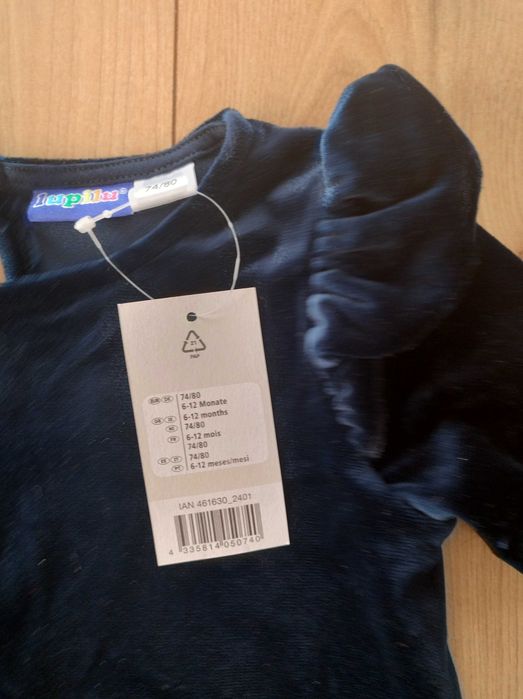 lupilu®
74/80
21
PAP
74/80
6-12 Monate
6-12 months
74/80
6-12 mois
74/80
74/80
6-12 meses/mesi
IAN 461630_2401
4 335814 050740